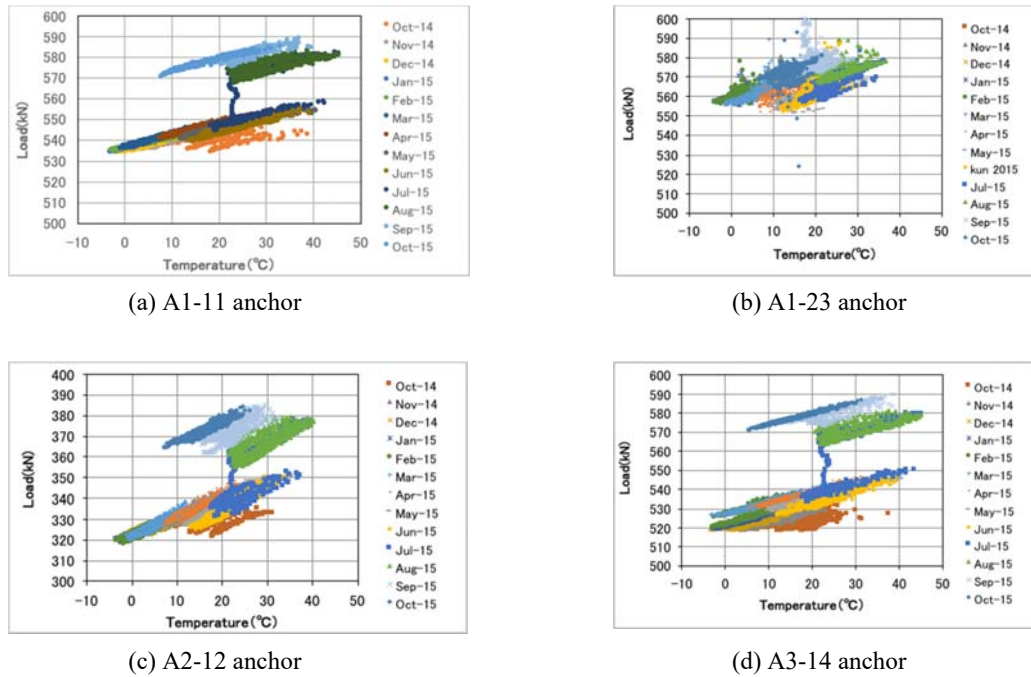 600
590
580
570
560
550
540
530
520
510
500
Load(kN)
-10 0 10 20 30 40 50
Temperature(℃)
Oct-14
Nov-14
Dec-14
Jan-15
Feb-15
Mar-15
Apr-15
May-15
Jun-15
Jul-15
Aug-15
Sep-15
Oct-15
(a) A1-11 anchor
600
590
580
570
560
550
540
530
520
510
500
Load(kN)
-10 0 10 20 30 40 50
Temperature(℃)
Oct-14
Nov-14
Dec-14
Jan-15
Feb-15
Mar-15
Apr-15
May-15
kun 2015
Jul-15
Aug-15
Sep-15
Oct-15
(b) A1-23 anchor
400
390
380
370
360
350
340
330
320
310
300
Load(kN)
-10 0 10 20 30 40 50
Temperature(℃)
Oct-14
Nov-14
Dec-14
Jan-15
Feb-15
Mar-15
Apr-15
May-15
Jun-15
Jul-15
Aug-15
Sep-15
Oct-15
(c) A2-12 anchor
600
590
580
570
560
550
540
530
520
510
500
Load(kN)
-10 0 10 20 30 40 50
Temperature(℃)
Oct-14
Nov-14
Dec-14
Jan-15
Feb-15
Mar-15
Apr-15
May-15
Jun-15
Jul-15
Aug-15
Sep-15
Oct-15
(d) A3-14 anchor